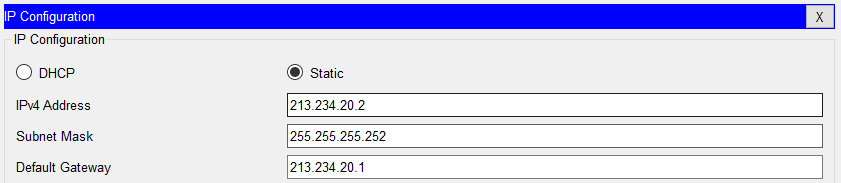 IP Configuration X
IP Configuration
DHCP Static
IPv4 Address 213.234.20.2
Subnet Mask 255.255.255.252
Default Gateway 213.234.20.1